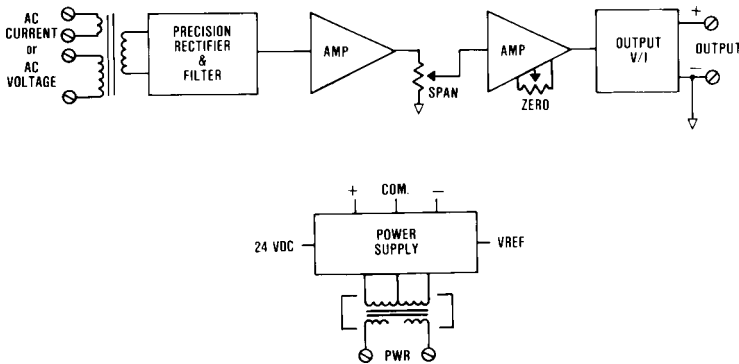 AC
CURRENT
or
AC
VOLTAGE
PRECISION
RECTIFIER
&
FILTER
AMP
SPAN
AMP
ZERO
OUTPUT
V/I
+
OUTPUT
−
+ COM. −
24 VDC
POWER
SUPPLY
VREF
PWR